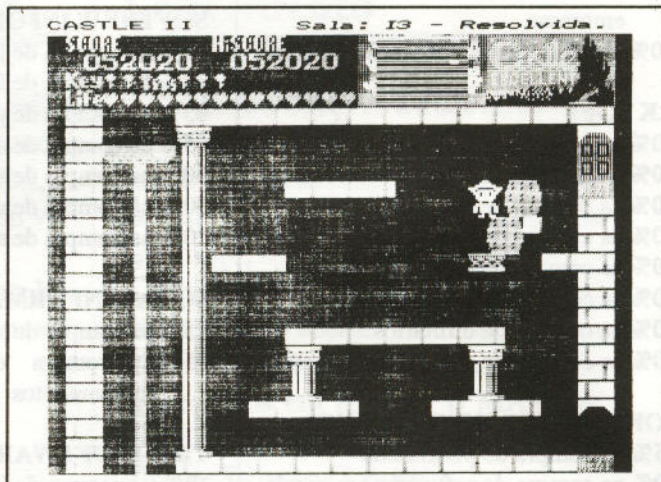 CASTLE II Sala: I3 - Resolvida.
SCORE HiSCORE
052020 052020
Key
Life